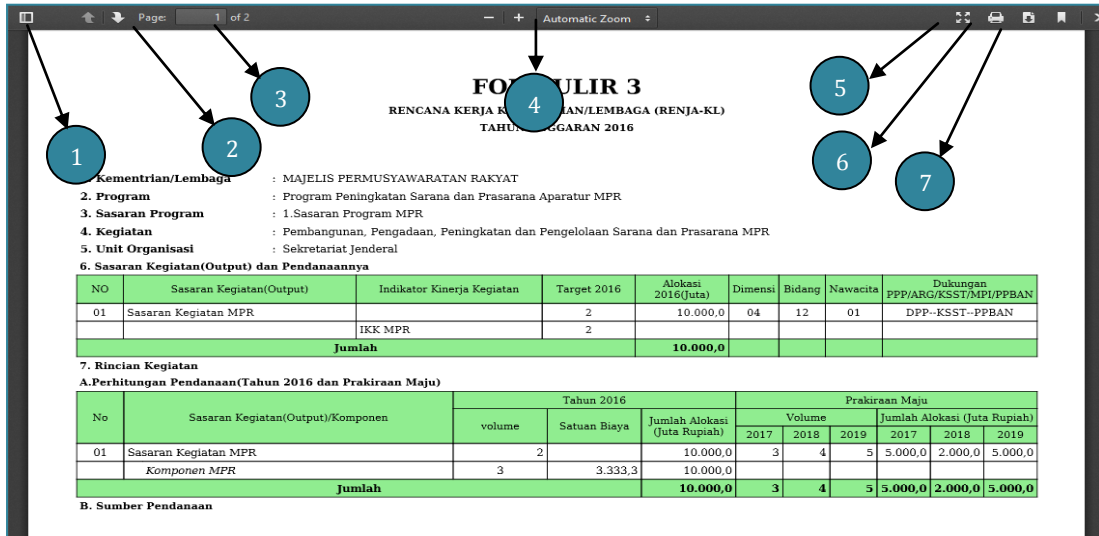 Page: 1 of 2 − + Automatic Zoom
FO ULIR 3
RENCANA KERJA K IAN/LEMBAGA (RENJA-KL)
TAHUN GGARAN 2016
1
2
3
4
5
6
7
Kementrian/Lembaga : MAJELIS PERMUSYAWARATAN RAKYAT
2. Program : Program Peningkatan Sarana dan Prasarana Aparatur MPR
3. Sasaran Program : 1.Sasaran Program MPR
4. Kegiatan : Pembangunan, Pengadaan, Peningkatan dan Pengelolaan Sarana dan Prasarana MPR
5. Unit Organisasi : Sekretariat Jenderal
6. Sasaran Kegiatan(Output) dan Pendanaannya
NO Sasaran Kegiatan(Output) Indikator Kinerja Kegiatan Target 2016 Alokasi 2016(Juta) Dimensi Bidang Nawacita Dukungan PPP/ARG/KSST/MPI/PPBAN
01 Sasaran Kegiatan MPR 2 10.000,0 04 12 01 DPP--KSST--PPBAN
IKK MPR 2
Jumlah 10.000,0
7. Rincian Kegiatan
A.Perhitungan Pendanaan(Tahun 2016 dan Prakiraan Maju)
No Sasaran Kegiatan(Output)/Komponen Tahun 2016 Prakiraan Maju
volume Satuan Biaya Jumlah Alokasi (Juta Rupiah) Volume Jumlah Alokasi (Juta Rupiah)
2017 2018 2019 2017 2018 2019
01 Sasaran Kegiatan MPR 2 10.000,0 3 4 5 5.000,0 2.000,0 5.000,0
Komponen MPR 3 3.333,3 10.000,0
Jumlah 10.000,0 3 4 5 5.000,0 2.000,0 5.000,0
B. Sumber Pendanaan